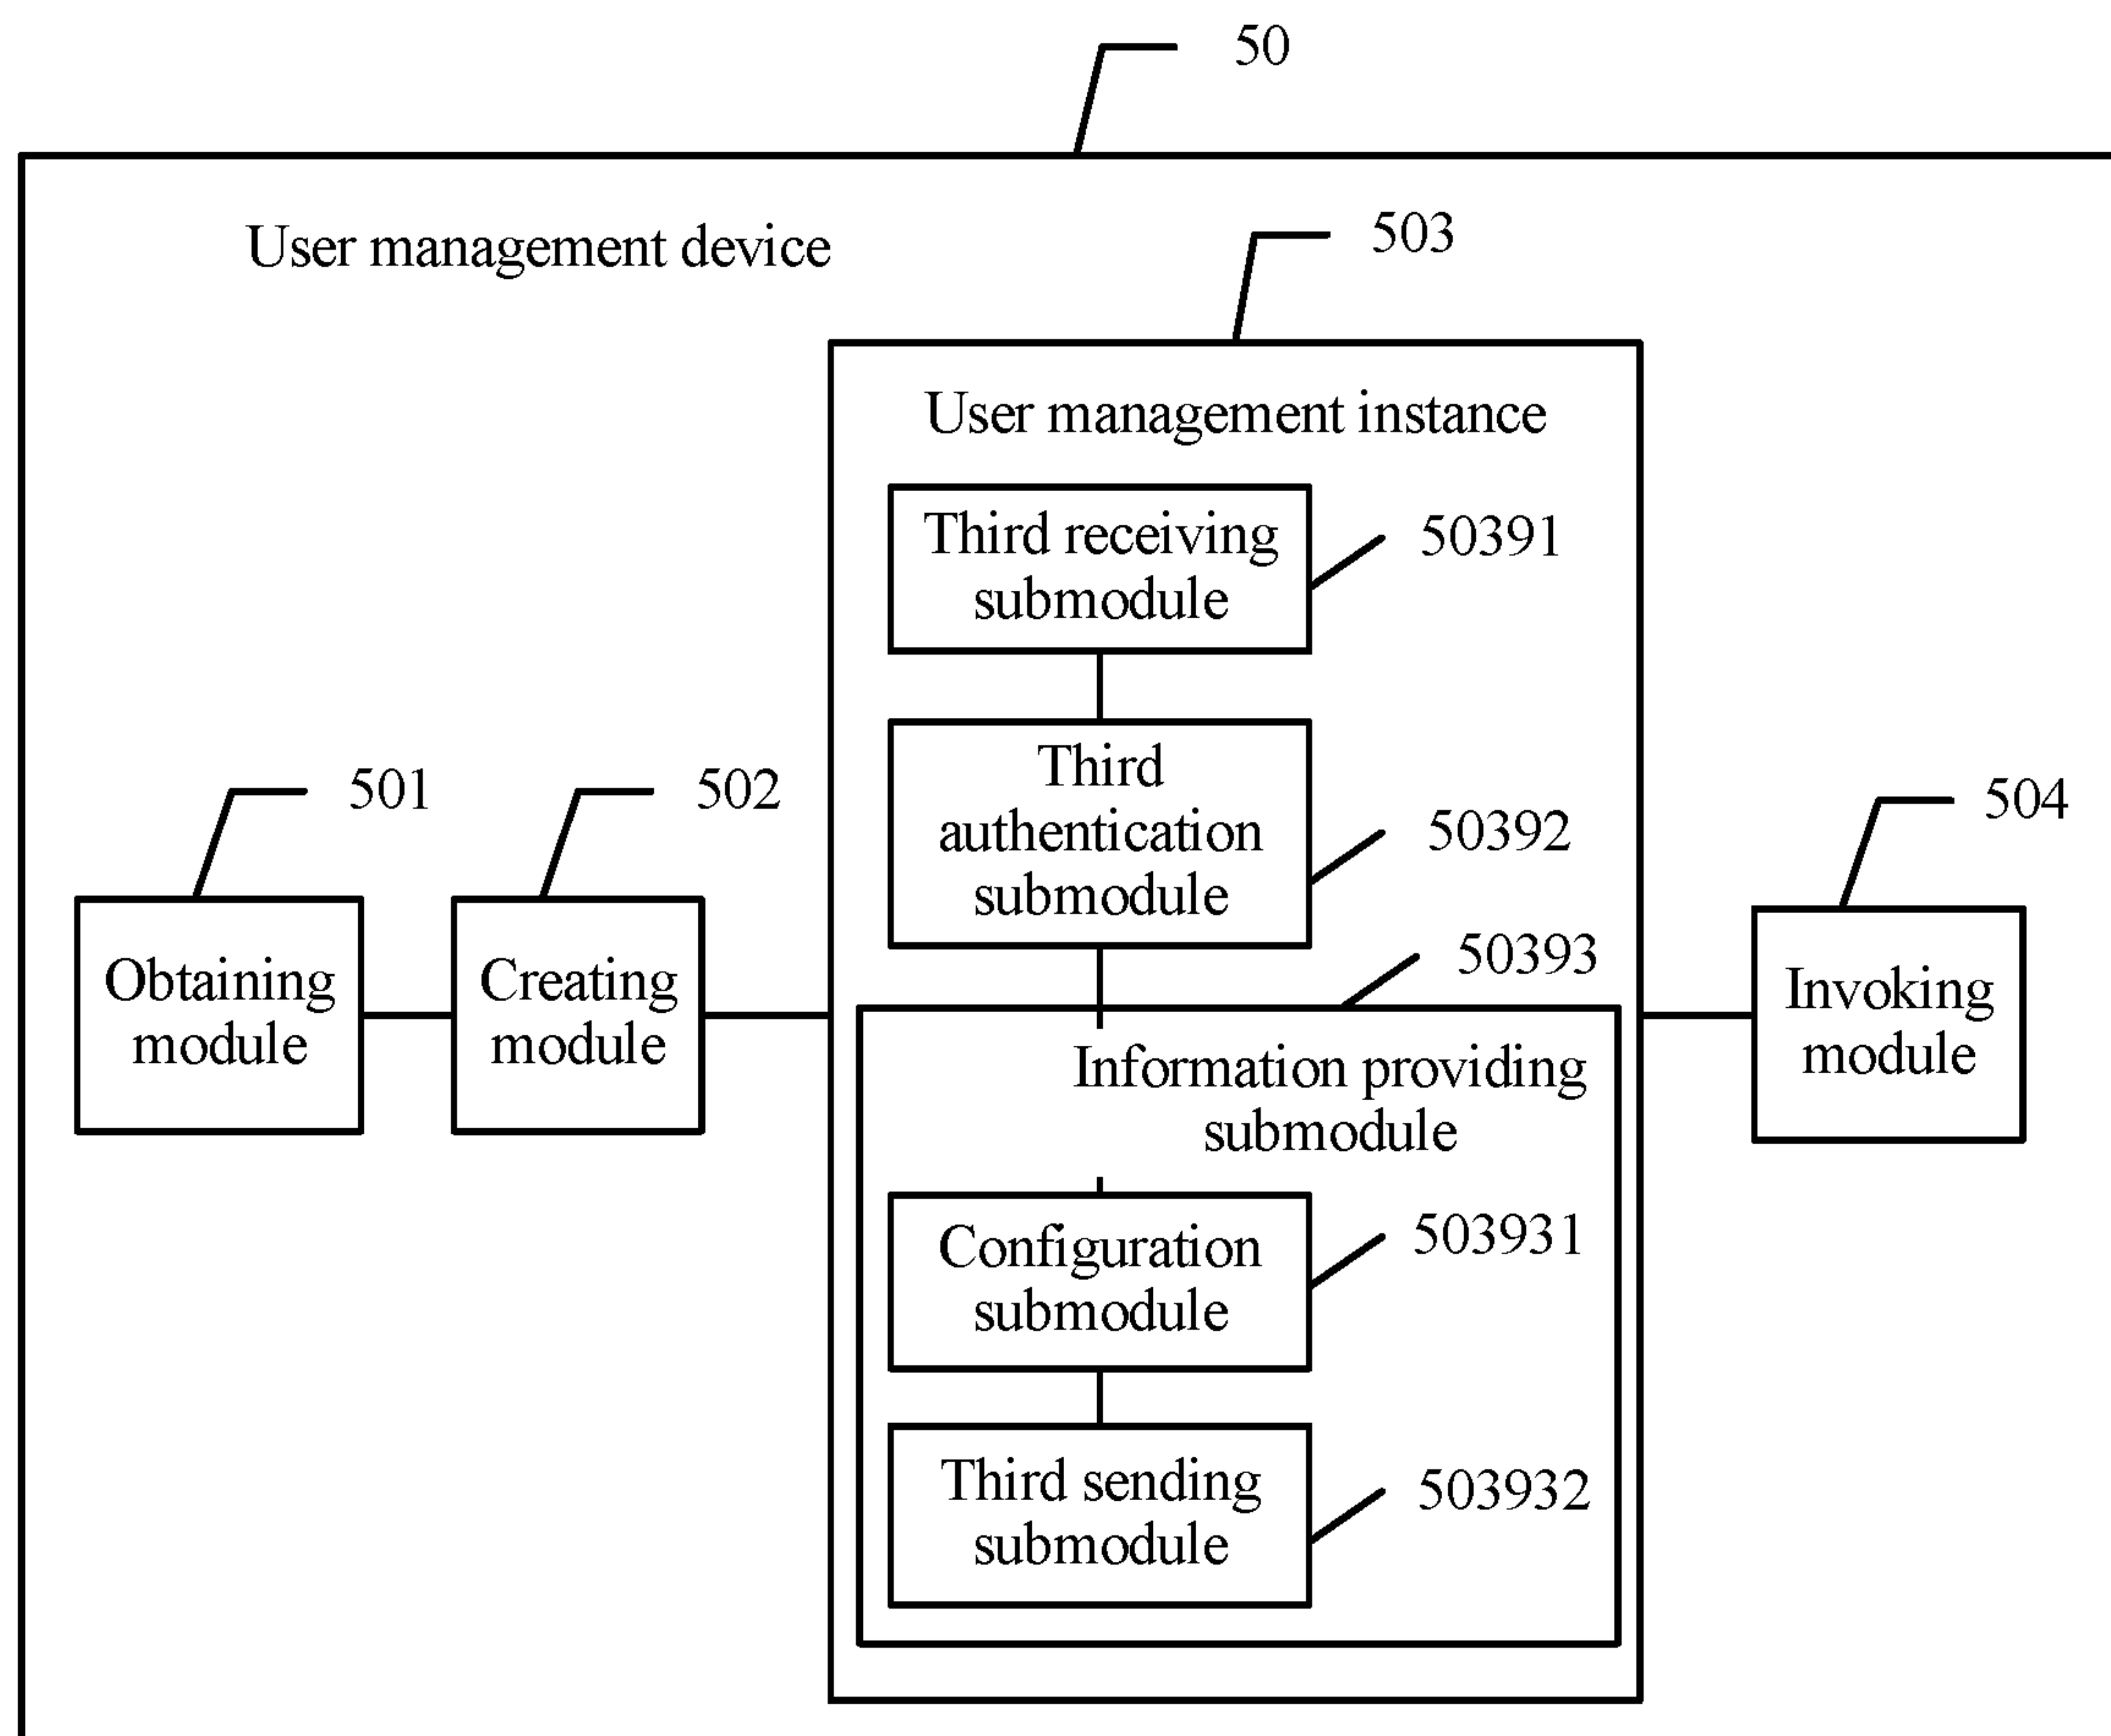 50
User management device
503
User management instance
Third receiving
submodule
50391
Third
authentication
submodule
50392
501
502
504
Obtaining
module
Creating
module
50393
Information providing
submodule
Invoking
module
Configuration
submodule
503931
Third sending
submodule
503932